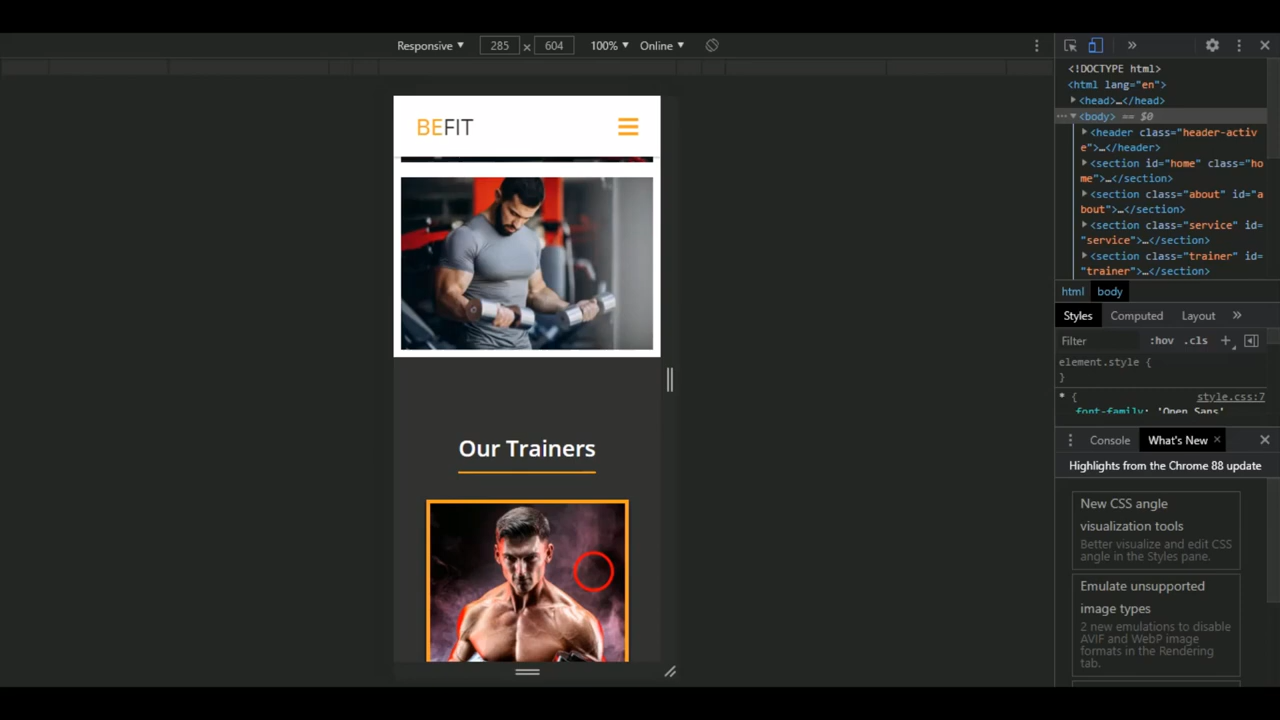 Responsive ▼ 285 × 604 100% ▼ Online ▼
<!DOCTYPE html>
<html lang="en">
▶<head>…</head>
…▼<body> == $0
▶<header class="header-activ
e">…</header>
▶<section id="home" class="ho
me">…</section>
▶<section class="about" id="a
bout">…</section>
▶<section class="service" id=
"service">…</section>
▶<section class="trainer" id=
"trainer">…</section>
html body
Styles Computed Layout »
Filter :hov .cls +
element.style {
}
* { style.css:7
font-family: 'Open Sans'
Console What's New ×
Highlights from the Chrome 88 update
New CSS angle
visualization tools
Better visualize and edit CSS
angle in the Styles pane.
Emulate unsupported
image types
2 new emulations to disable
AVIF and WebP image
formats in the Rendering
tab.
BEFIT
Our Trainers